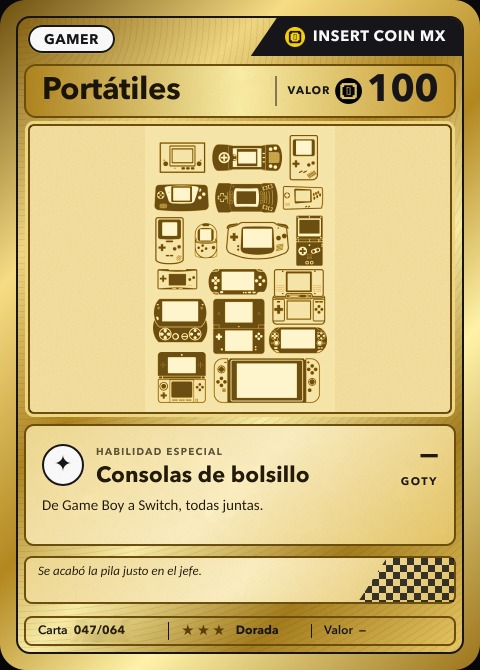 GAMER
INSERT COIN MX
Portátiles
VALOR 100
HABILIDAD ESPECIAL
Consolas de bolsillo
—
GOTY
De Game Boy a Switch, todas juntas.
Se acabó la pila justo en el jefe.
Carta 047/064
★ ★ ★ Dorada
Valor –